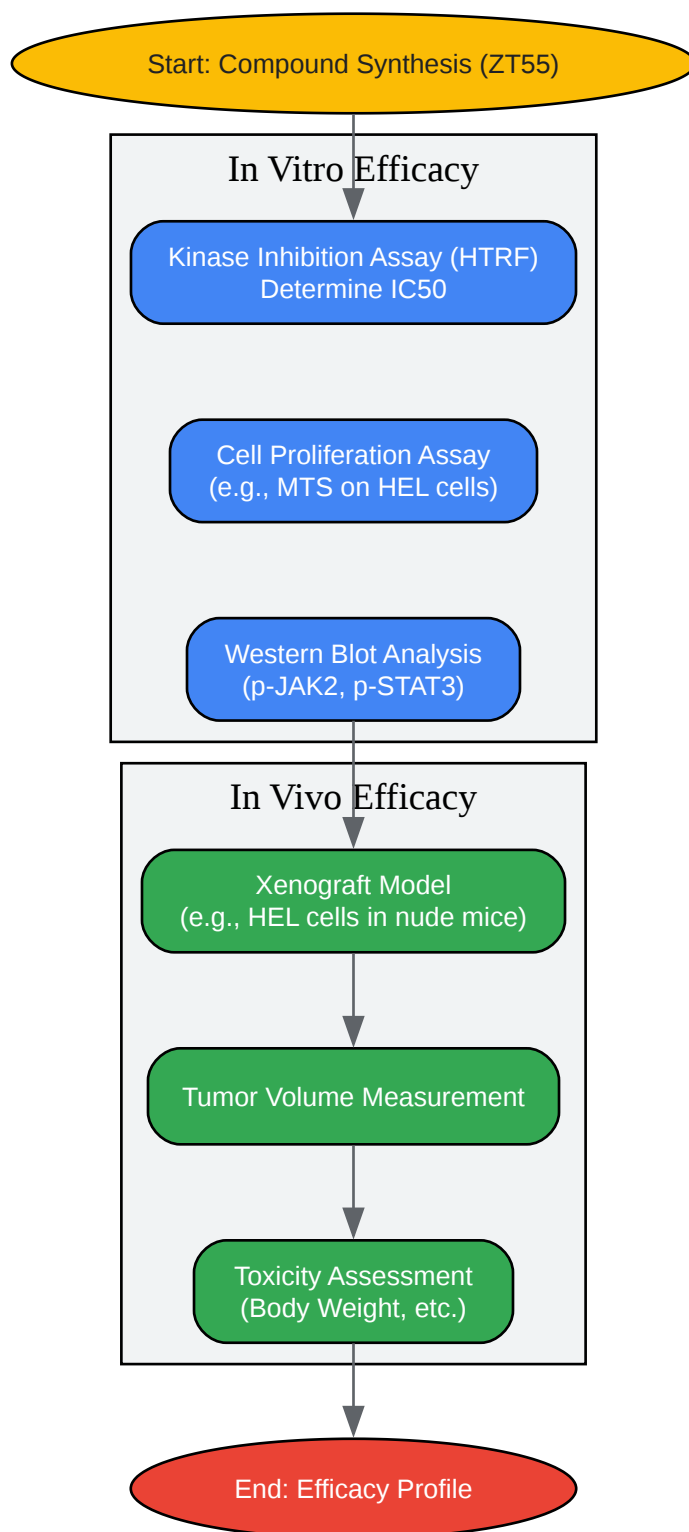 Start: Compound Synthesis (ZT55)
In Vitro Efficacy
Kinase Inhibition Assay (HTRF)
Determine IC50
Cell Proliferation Assay
(e.g., MTS on HEL cells)
Western Blot Analysis
(p-JAK2, p-STAT3)
In Vivo Efficacy
Xenograft Model
(e.g., HEL cells in nude mice)
Tumor Volume Measurement
Toxicity Assessment
(Body Weight, etc.)
End: Efficacy Profile